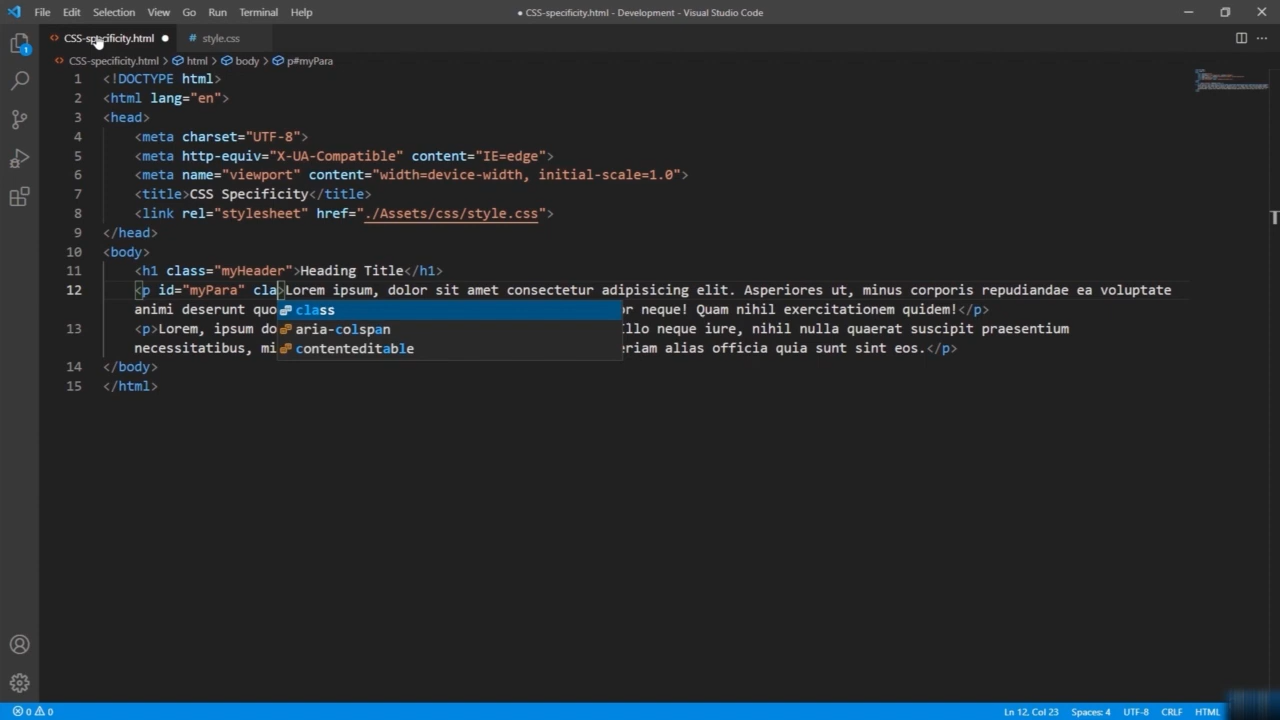 File Edit Selection View Go Run Terminal Help ● CSS-specificity.html - Development - Visual Studio Code
<> CSS-specificity.html ● # style.css
1
<> CSS-specificity.html > html > body > p#myPara
1 <!DOCTYPE html>
2 <html lang="en">
3 <head>
4 <meta charset="UTF-8">
5 <meta http-equiv="X-UA-Compatible" content="IE=edge">
6 <meta name="viewport" content="width=device-width, initial-scale=1.0">
7 <title>CSS Specificity</title>
8 <link rel="stylesheet" href="./Assets/css/style.css">
9 </head>
10 <body>
11 <h1 class="myHeader">Heading Title</h1>
12 <p id="myPara" cla>Lorem ipsum, dolor sit amet consectetur adipisicing elit. Asperiores ut, minus corporis repudiandae ea voluptate
animi deserunt quo or neque! Quam nihil exercitationem quidem!</p>
class
13 <p>Lorem, ipsum do llo neque iure, nihil nulla quaerat suscipit praesentium
aria-colspan
necessitatibus, mi eriam alias officia quia sunt sint eos.</p>
contenteditable
14 </body>
15 </html>
T
0 0 Ln 12, Col 23 Spaces: 4 UTF-8 CRLF HTML